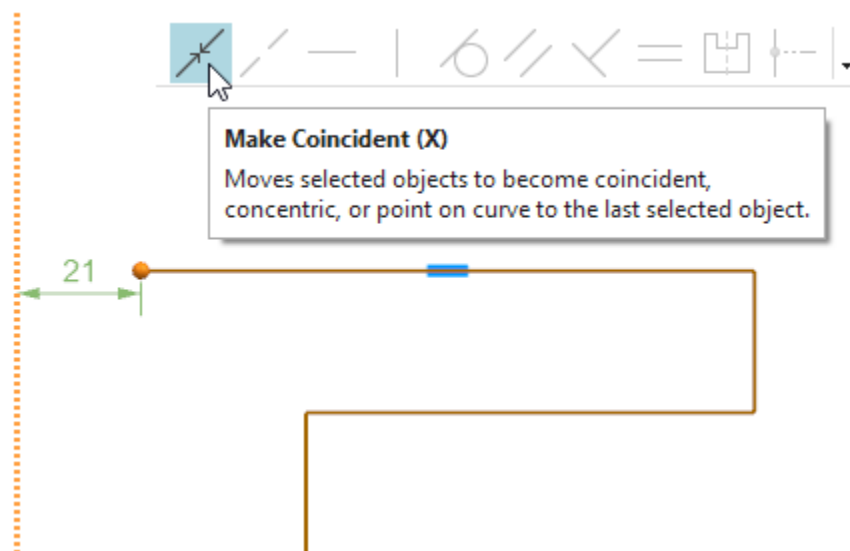 Make Coincident (X)
Moves selected objects to become coincident,
concentric, or point on curve to the last selected object.
21